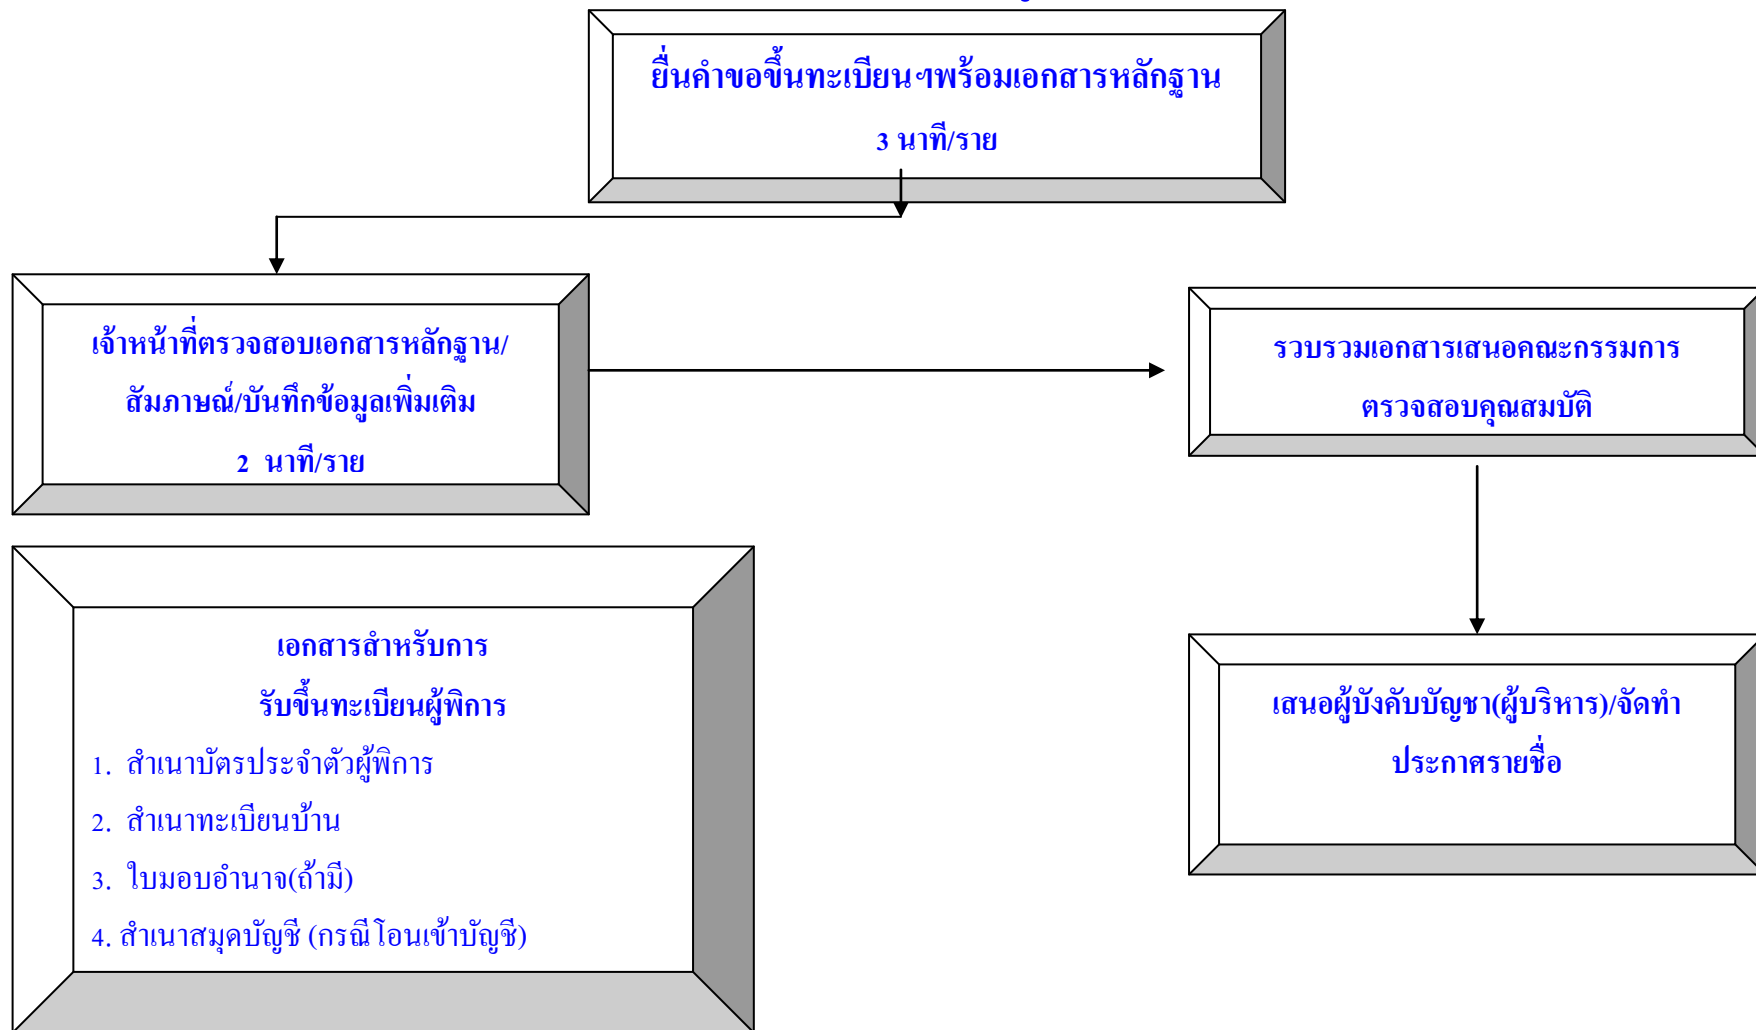 ยื่นคำขอขึ้นทะเบียนฯพร้อมเอกสารหลักฐาน
3 นาที/ราย
เจ้าหน้าที่ตรวจสอบเอกสารหลักฐาน/
สัมภาษณ์/บันทึกข้อมูลเพิ่มเติม
2 นาที/ราย
รวบรวมเอกสารเสนอคณะกรรมการ
ตรวจสอบคุณสมบัติ
เอกสารสำหรับการ
รับขึ้นทะเบียนผู้พิการ
1. สำเนาบัตรประจำตัวผู้พิการ
2. สำเนาทะเบียนบ้าน
3. ใบมอบอำนาจ(ถ้ามี)
4. สำเนาสมุดบัญชี (กรณีโอนเข้าบัญชี)
เสนอผู้บังคับบัญชา(ผู้บริหาร)/จัดทำ
ประกาศรายชื่อ